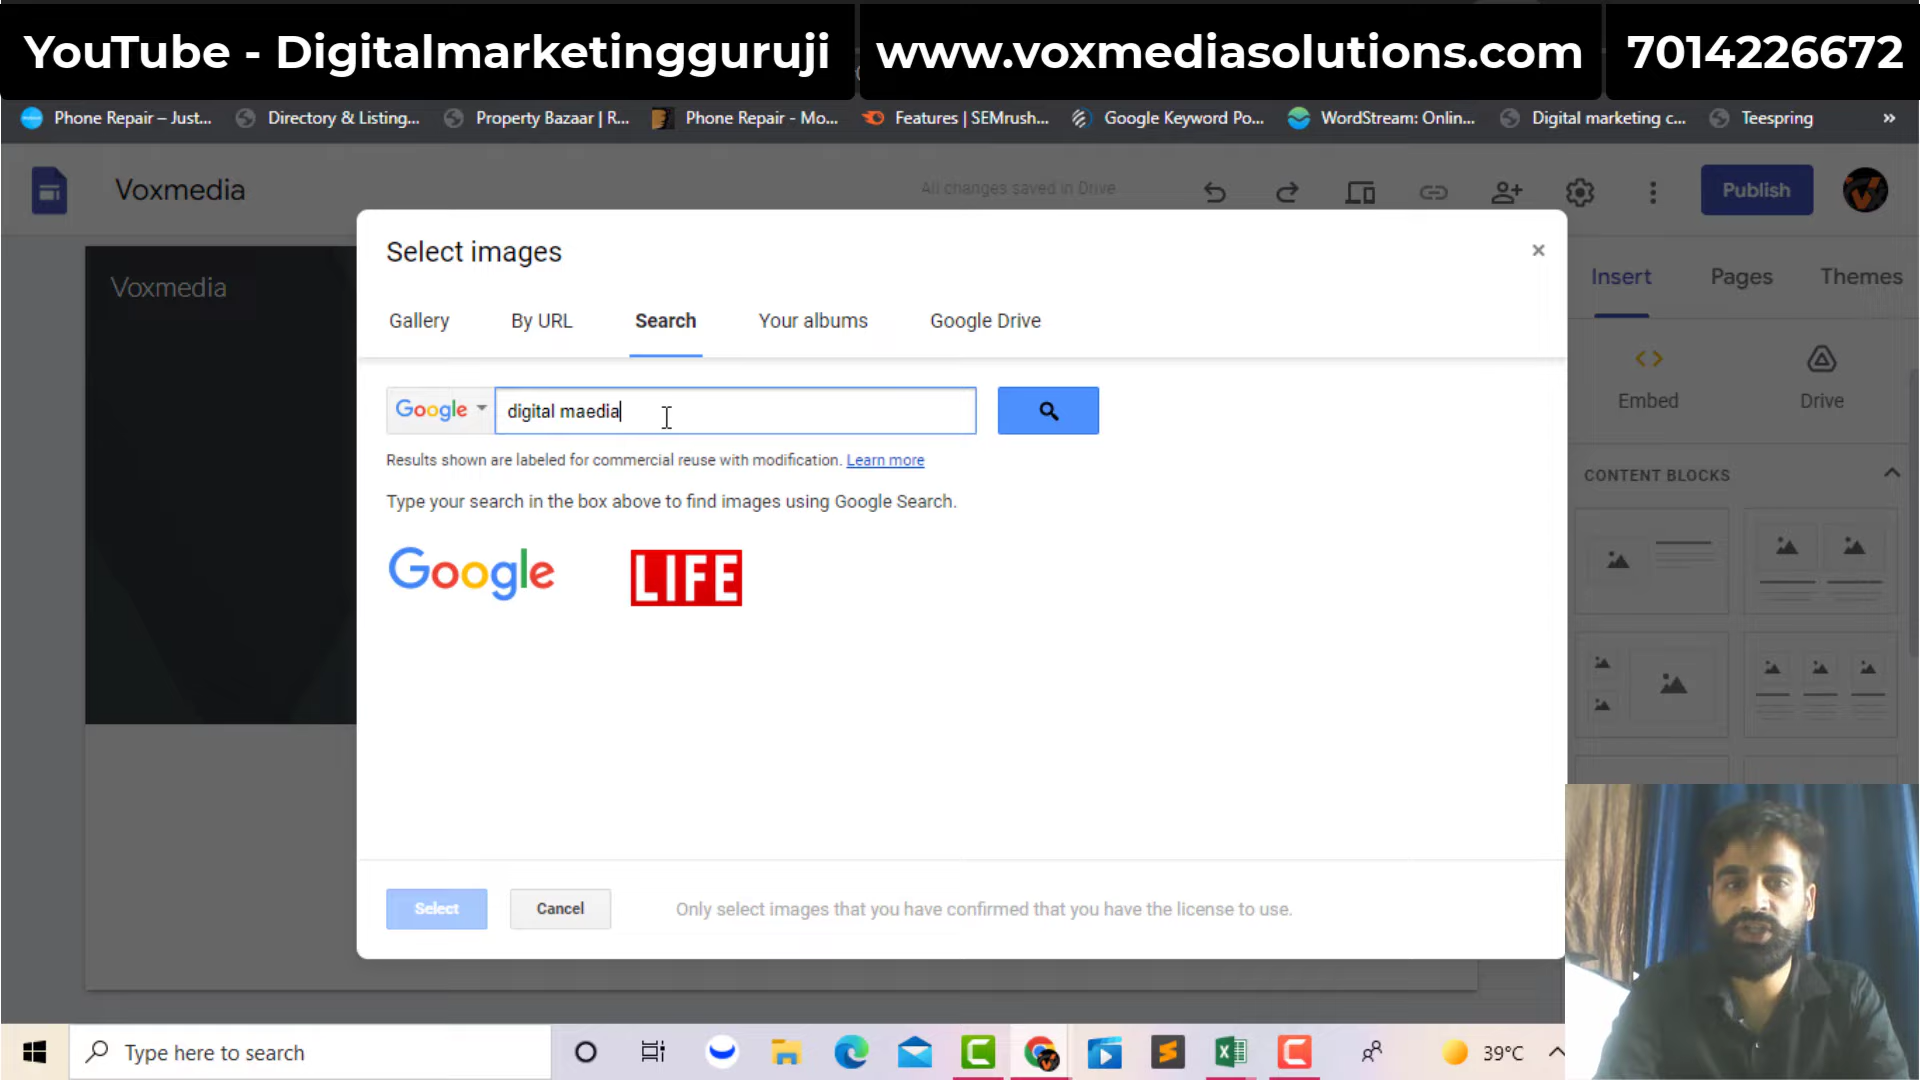 YouTube - Digitalmarketingguruji
www.voxmediasolutions.com
7014226672
Phone Repair – Just...
Directory & Listing...
Property Bazaar | R...
Phone Repair - Mo...
Features | SEMrush...
Google Keyword Po...
WordStream: Onlin...
Digital marketing c...
Teespring
»
Voxmedia
All changes saved in Drive
Publish
Voxmedia
Select images
×
Gallery
By URL
Search
Your albums
Google Drive
Google
digital maedia
Results shown are labeled for commercial reuse with modification. Learn more
Type your search in the box above to find images using Google Search.
Google
LIFE
Select
Cancel
Only select images that you have confirmed that you have the license to use.
Insert
Pages
Themes
Embed
Drive
CONTENT BLOCKS
Type here to search
39°C